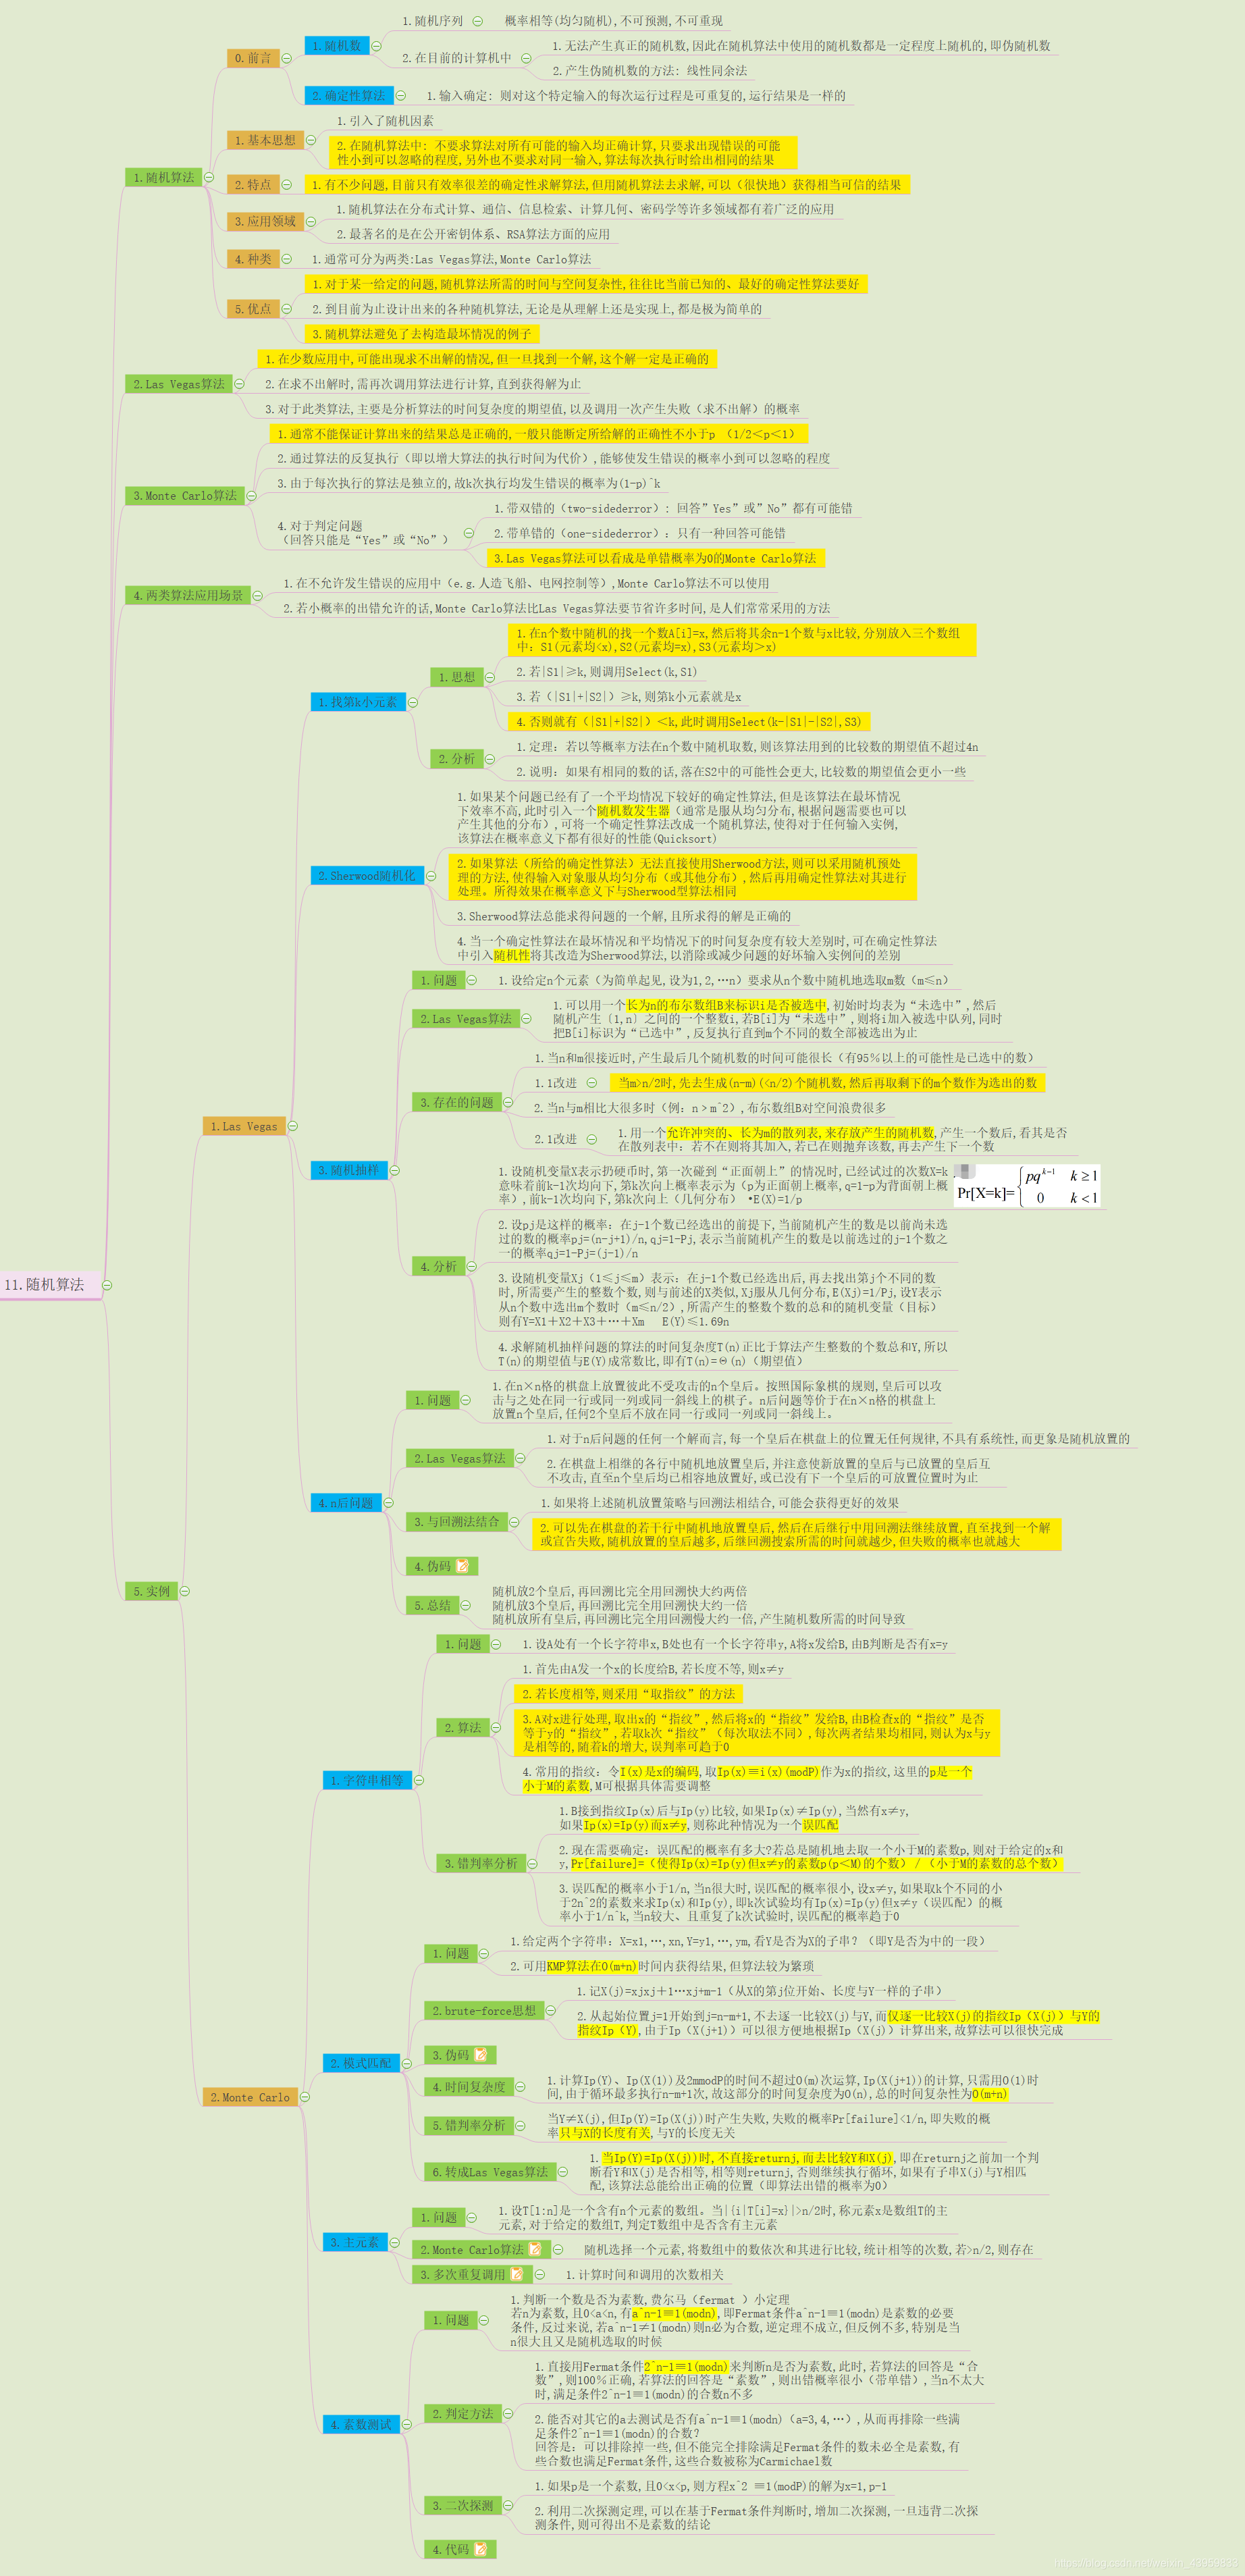 11.随机算法
1.随机算法
0.前言
1.随机数
1.随机序列
概率相等(均匀随机),不可预测,不可重现
2.在目前的计算机中
1.无法产生真正的随机数,因此在随机算法中使用的随机数都是一定程度上随机的,即伪随机数
2.产生伪随机数的方法: 线性同余法
2.确定性算法
1.输入确定: 则对这个特定输入的每次运行过程是可重复的,运行结果是一样的
1.基本思想
1.引入了随机因素
2.在随机算法中: 不要求算法对所有可能的输入均正确计算,只要求出现错误的可能
性小到可以忽略的程度,另外也不要求对同一输入,算法每次执行时给出相同的结果
2.特点
1.有不少问题,目前只有效率很差的确定性求解算法,但用随机算法去求解,可以（很快地）获得相当可信的结果
3.应用领域
1.随机算法在分布式计算、通信、信息检索、计算几何、密码学等许多领域都有着广泛的应用
2.最著名的是在公开密钥体系、RSA算法方面的应用
4.种类
1.通常可分为两类:Las Vegas算法,Monte Carlo算法
5.优点
1.对于某一给定的问题,随机算法所需的时间与空间复杂性,往往比当前已知的、最好的确定性算法要好
2.到目前为止设计出来的各种随机算法,无论是从理解上还是实现上,都是极为简单的
3.随机算法避免了去构造最坏情况的例子
2.Las Vegas算法
1.在少数应用中,可能出现求不出解的情况,但一旦找到一个解,这个解一定是正确的
2.在求不出解时,需再次调用算法进行计算,直到获得解为止
3.对于此类算法,主要是分析算法的时间复杂度的期望值,以及调用一次产生失败（求不出解）的概率
3.Monte Carlo算法
1.通常不能保证计算出来的结果总是正确的,一般只能断定所给解的正确性不小于p （1/2＜p＜1）
2.通过算法的反复执行（即以增大算法的执行时间为代价）,能够使发生错误的概率小到可以忽略的程度
3.由于每次执行的算法是独立的,故k次执行均发生错误的概率为(1-p)^k
4.对于判定问题
（回答只能是“Yes”或“No”）
1.带双错的（two-sidederror）: 回答”Yes”或”No”都有可能错
2.带单错的（one-sidederror）: 只有一种回答可能错
3.Las Vegas算法可以看成是单错概率为0的Monte Carlo算法
4.两类算法应用场景
1.在不允许发生错误的应用中（e.g.人造飞船、电网控制等）,Monte Carlo算法不可以使用
2.若小概率的出错允许的话,Monte Carlo算法比Las Vegas算法要节省许多时间,是人们常常采用的方法
5.实例
1.Las Vegas
1.找第k小元素
1.思想
1.在n个数中随机的找一个数A[i]=x,然后将其余n-1个数与x比较,分别放入三个数组
中: S1(元素均<x),S2(元素均=x),S3(元素均＞x)
2.若|S1|≥k,则调用Select(k,S1)
3.若（|S1|+|S2|）≥k,则第k小元素就是x
4.否则就有（|S1|+|S2|）＜k,此时调用Select(k-|S1|-|S2|,S3)
2.分析
1.定理: 若以等概率方法在n个数中随机取数,则该算法用到的比较数的期望值不超过4n
2.说明: 如果有相同的数的话,落在S2中的可能性会更大,比较数的期望值会更小一些
2.Sherwood随机化
1.如果某个问题已经有了一个平均情况下较好的确定性算法,但是该算法在最坏情况
下效率不高,此时引入一个随机数发生器（通常是服从均匀分布,根据问题需要也可以
产生其他的分布）,可将一个确定性算法改成一个随机算法,使得对于任何输入实例,
该算法在概率意义下都有很好的性能(Quicksort)
2.如果算法（所给的确定性算法）无法直接使用Sherwood方法,则可以采用随机预处
理的方法,使得输入对象服从均匀分布（或其他分布）,然后再用确定性算法对其进行
处理。所得效果在概率意义下与Sherwood型算法相同
3.Sherwood算法总能求得问题的一个解,且所求得的解是正确的
4.当一个确定性算法在最坏情况和平均情况下的时间复杂度有较大差别时,可在确定性算法
中引入随机性将其改造为Sherwood算法,以消除或减少问题的好坏输入实例间的差别
3.随机抽样
1.问题
1.设给定n个元素（为简单起见,设为1,2,…n）要求从n个数中随机地选取m数（m≤n）
2.Las Vegas算法
1.可以用一个长为n的布尔数组B来标识i是否被选中,初始时均表为“未选中”,然后
随机产生〔1,n〕之间的一个整数i,若B[i]为“未选中”,则将i加入被选中队列,同时
把B[i]标识为“已选中”,反复执行直到m个不同的数全部被选出为止
3.存在的问题
1.当n和m很接近时,产生最后几个随机数的时间可能很长（有95%以上的可能性是已选中的数）
1.1改进
当m>n/2时,先去生成(n-m)(<n/2)个随机数,然后再取剩下的m个数作为选出的数
2.当n与m相比大很多时（例: n＞m^2）,布尔数组B对空间浪费很多
2.1改进
1.用一个允许冲突的、长为m的散列表,来存放产生的随机数,产生一个数后,看其是否
在散列表中: 若不在则将其加入,若已在则抛弃该数,再去产生下一个数
4.分析
1.设随机变量X表示扔硬币时,第一次碰到“正面朝上”的情况时,已经试过的次数X=k
意味着前k-1次均向下,第k次向上概率表示为（p为正面朝上概率,q=1-p为背面朝上概
率）,前k-1次均向下,第k次向上（几何分布） •E(X)=1/p
Pr[X=k]= { pq^{k-1} k≥1
0 k<1
2.设pj是这样的概率: 在j-1个数已经选出的前提下,当前随机产生的数是以前尚未选
过的数的概率pj=(n-j+1)/n,qj=1-Pj,表示当前随机产生的数是以前选过的j-1个数之
一的概率qj=1-Pj=(j-1)/n
3.设随机变量Xj（1≤j≤m）表示: 在j-1个数已经选出后,再去找出第j个不同的数
时,所需要产生的整数个数,则与前述的X类似,Xj服从几何分布,E(Xj)=1/Pj,设Y表示
从n个数中选出m个数时（m≤n/2）,所需产生的整数个数的总和的随机变量（目标）
则有Y=X1＋X2＋X3＋…＋Xm E(Y)≤1.69n
4.求解随机抽样问题的算法的时间复杂度T(n)正比于算法产生整数的个数总和Y,所以
T(n)的期望值与E(Y)成常数比,即有T(n)=Θ(n)（期望值）
4.n后问题
1.问题
1.在n×n格的棋盘上放置彼此不受攻击的n个皇后。按照国际象棋的规则,皇后可以攻
击与之处在同一行或同一列或同一斜线上的棋子。n后问题等价于在n×n格的棋盘上
放置n个皇后,任何2个皇后不放在同一行或同一列或同一斜线上。
2.Las Vegas算法
1.对于n后问题的任何一个解而言,每一个皇后在棋盘上的位置无任何规律,不具有系统性,而更象是随机放置的
2.在棋盘上相继的各行中随机地放置皇后,并注意使新放置的皇后与已放置的皇后互
不攻击,直至n个皇后均已相容地放置好,或已没有下一个皇后的可放置位置时为止
3.与回溯法结合
1.如果将上述随机放置策略与回溯法相结合,可能会获得更好的效果
2.可以先在棋盘的若干行中随机地放置皇后,然后在后继行中用回溯法继续放置,直至找到一个解
或宣告失败,随机放置的皇后越多,后继回溯搜索所需的时间就越少,但失败的概率也就越大
4.伪码
5.总结
随机放2个皇后,再回溯比完全用回溯快大约两倍
随机放3个皇后,再回溯比完全用回溯快大约一倍
随机放所有皇后,再回溯比完全用回溯慢大约一倍,产生随机数所需的时间导致
2.Monte Carlo
1.字符串相等
1.问题
1.设A处有一个长字符串x,B处也有一个长字符串y,A将x发给B,由B判断是否有x=y
2.算法
1.首先由A发一个x的长度给B,若长度不等,则x≠y
2.若长度相等,则采用“取指纹”的方法
3.A对x进行处理,取出x的“指纹”,然后将x的“指纹”发给B,由B检查x的“指纹”是否
等于y的“指纹”,若取k次“指纹”（每次取法不同）,每次两者结果均相同,则认为x与y
是相等的,随着k的增大,误判率可趋于0
4.常用的指纹: 令I(x)是x的编码,取Ip(x)≡i(x)(modP)作为x的指纹,这里的p是一个
小于M的素数,M可根据具体需要调整
3.错判率分析
1.B接到指纹Ip(x)后与Ip(y)比较,如果Ip(x)≠Ip(y),当然有x≠y,
如果Ip(x)=Ip(y)而x≠y,则称此种情况为一个误匹配
2.现在需要确定: 误匹配的概率有多大?若总是随机地去取一个小于M的素数p,则对于给定的x和
y,Pr[failure]=（使得Ip(x)=Ip(y)但x≠y的素数p(p＜M)的个数）/（小于M的素数的总个数）
3.误匹配的概率小于1/n,当n很大时,误匹配的概率很小,设x≠y,如果取k个不同的小
于2n^2的素数来求Ip(x)和Ip(y),即k次试验均有Ip(x)=Ip(y)但x≠y（误匹配）的概
率小于1/n^k,当n较大、且重复了k次试验时,误匹配的概率趋于0
2.模式匹配
1.问题
1.给定两个字符串: X=x1,…,xn,Y=y1,…,ym,看Y是否为X的子串？（即Y是否为中的一段）
2.可用KMP算法在O(m+n)时间内获得结果,但算法较为繁琐
2.brute-force思想
1.记X(j)=xjxj＋1…xj+m-1（从X的第j位开始、长度与Y一样的子串）
2.从起始位置j=1开始到j=n-m+1,不去逐一比较X(j)与Y,而仅逐一比较X(j)的指纹Ip（X(j)）与Y的
指纹Ip（Y）,由于Ip（X(j+1)）可以很方便地根据Ip（X(j)）计算出来,故算法可以很快完成
3.伪码
4.时间复杂度
1.计算Ip(Y)、Ip(X(1))及2mmodP的时间不超过O(m)次运算,Ip(X(j+1))的计算,只需用O(1)时
间,由于循环最多执行n-m+1次,故这部分的时间复杂度为O(n),总的时间复杂性为O(m+n)
5.错判率分析
当Y≠X(j),但Ip(Y)=Ip(X(j))时产生失败,失败的概率Pr[failure]<1/n,即失败的概
率只与X的长度有关,与Y的长度无关
6.转成Las Vegas算法
1.当Ip(Y)=Ip(X(j))时,不直接returnj,而去比较Y和X(j),即在returnj之前加一个判
断看Y和X(j)是否相等,相等则returnj,否则继续执行循环,如果有子串X(j)与Y相匹
配,该算法总能给出正确的位置（即算法出错的概率为0）
3.主元素
1.问题
1.设T[1:n]是一个含有n个元素的数组。当|{i|T[i]=x}|>n/2时,称元素x是数组T的主
元素,对于给定的数组T,判定T数组中是否含有主元素
2.Monte Carlo算法
随机选择一个元素,将数组中的数依次和其进行比较,统计相等的次数,若>n/2,则存在
3.多次重复调用
1.计算时间和调用的次数相关
4.素数测试
1.问题
1.判断一个数是否为素数,费尔马（fermat ）小定理
若n为素数,且0<a<n,有a^n-1≡1(modn),即Fermat条件a^n-1≡1(modn)是素数的必要
条件,反过来说,若a^n-1≠1(modn)则n必为合数,逆定理不成立,但反例不多,特别是当
n很大且又是随机选取的时候
2.判定方法
1.直接用Fermat条件2^n-1≡1(modn)来判断n是否为素数,此时,若算法的回答是“合
数”,则100%正确,若算法的回答是“素数”,则出错概率很小（带单错）,当n不太大
时,满足条件2^n-1≡1(modn)的合数n不多
2.能否对其它的a去测试是否有a^n-1≡1(modn)（a=3,4,…）,从而再排除一些满
足条件2^n-1≡1(modn)的合数?
回答是: 可以排除掉一些,但不能完全排除满足Fermat条件的数未必全是素数,有
些合数也满足Fermat条件,这些合数被称为Carmichael数
3.二次探测
1.如果p是一个素数,且0<x<p,则方程x^2 ≡1(modP)的解为x=1,p-1
2.利用二次探测定理,可以在基于Fermat条件判断时,增加二次探测,一旦违背二次探
测条件,则可得出不是素数的结论
4.代码